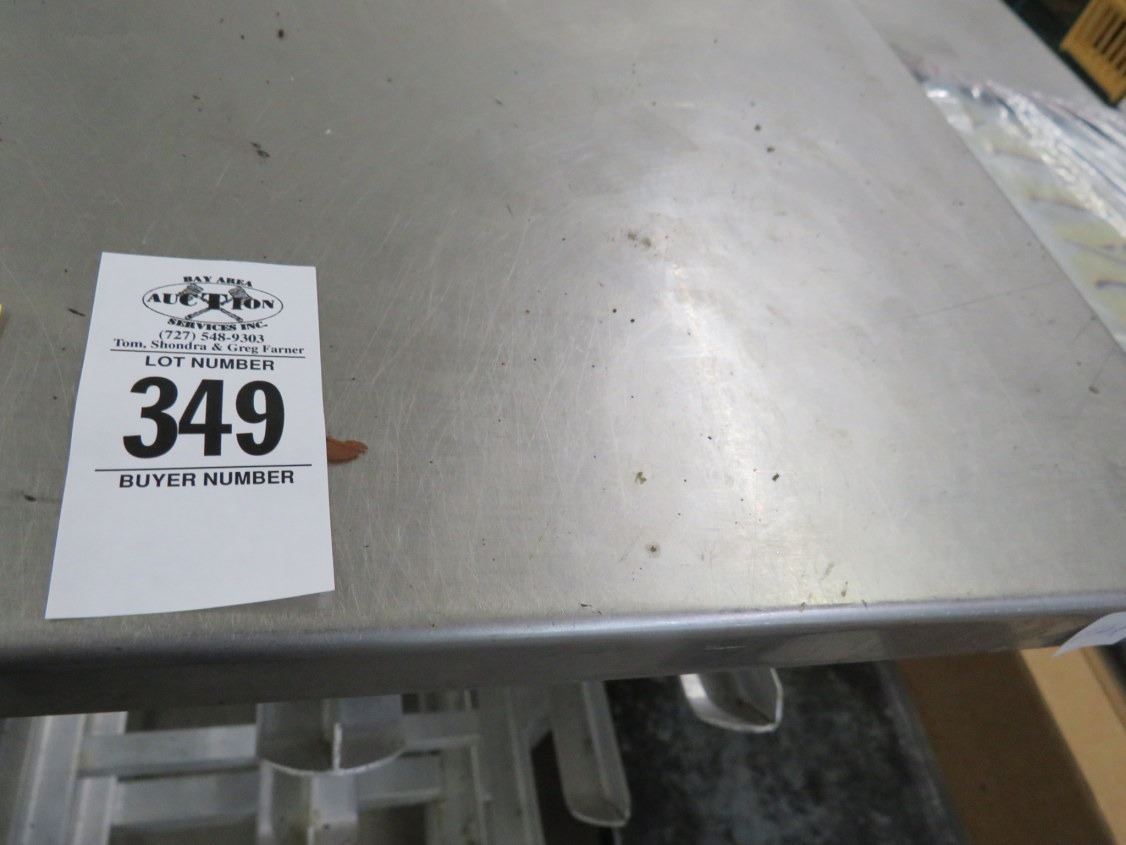 BAY AREA
AUCTION
SERVICES INC.
(727) 548-9303
Tom, Shondra & Greg Farner
LOT NUMBER
349
BUYER NUMBER